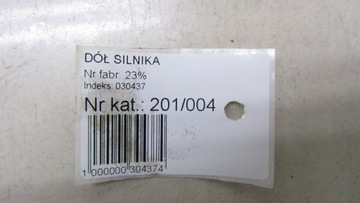 DÓŁ SILNIKA
Nr fabr. 23%
Indeks: 030437
Nr kat.: 201/004
1 000000 304374